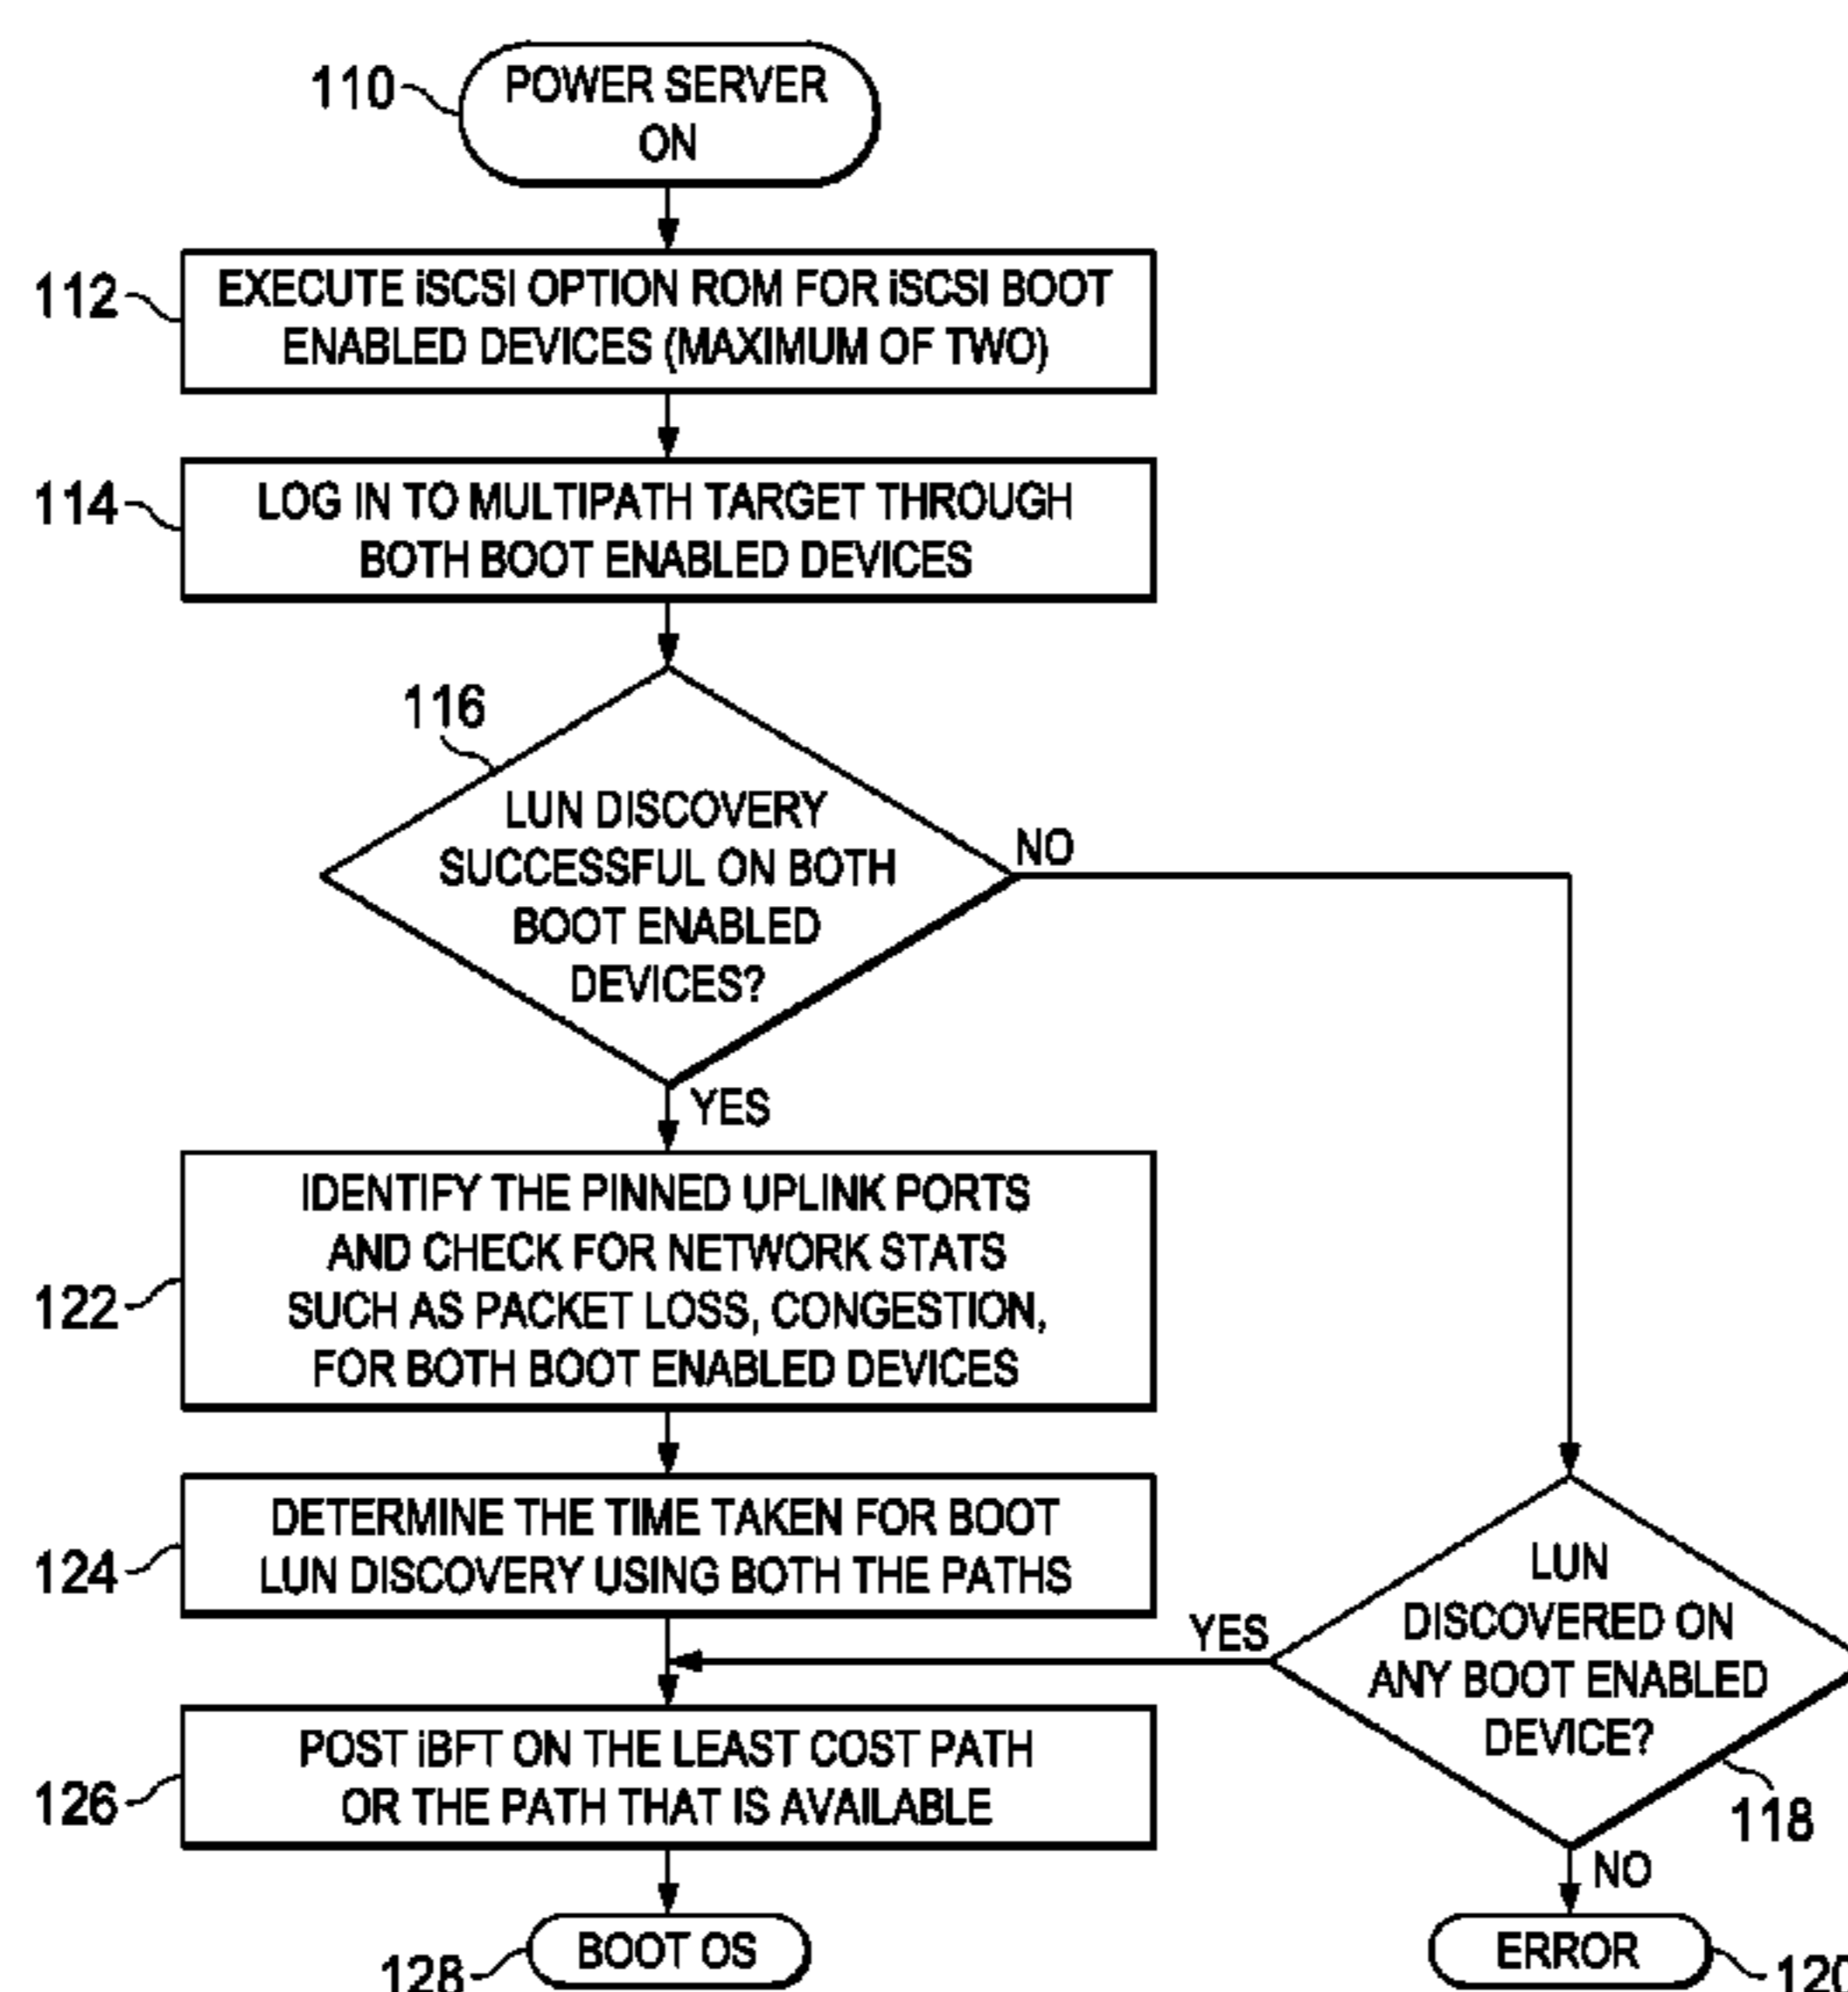 110
POWER SERVER
ON
112
EXECUTE iSCSI OPTION ROM FOR iSCSI BOOT
ENABLED DEVICES (MAXIMUM OF TWO)
114
LOG IN TO MULTIPATH TARGET THROUGH
BOTH BOOT ENABLED DEVICES
116
LUN DISCOVERY
SUCCESSFUL ON BOTH
BOOT ENABLED
DEVICES?
NO
YES
122
IDENTIFY THE PINNED UPLINK PORTS
AND CHECK FOR NETWORK STATS
SUCH AS PACKET LOSS, CONGESTION,
FOR BOTH BOOT ENABLED DEVICES
124
DETERMINE THE TIME TAKEN FOR BOOT
LUN DISCOVERY USING BOTH THE PATHS
YES
LUN
DISCOVERED ON
ANY BOOT ENABLED
DEVICE?
118
NO
126
POST iBFT ON THE LEAST COST PATH
OR THE PATH THAT IS AVAILABLE
128
BOOT OS
ERROR
120